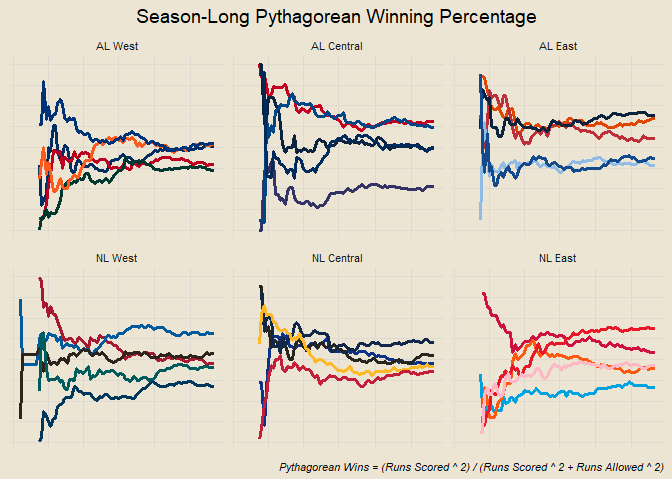 Season-Long Pythagorean Winning Percentage
AL West
AL Central
AL East
NL West
NL Central
NL East
Pythagorean Wins = (Runs Scored ^ 2) / (Runs Scored ^ 2 + Runs Allowed ^ 2)